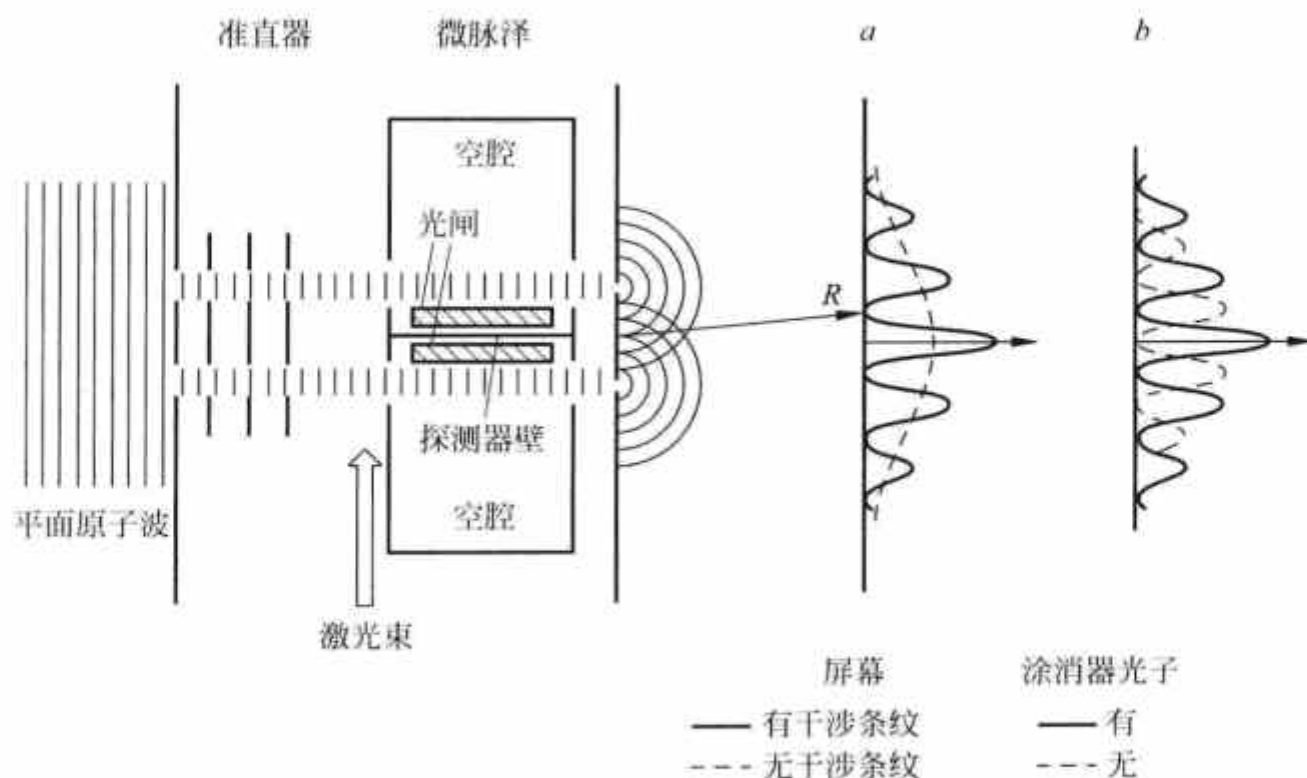 准直器
微脉泽
a
b
空腔
光闸
R
探测器壁
空腔
平面原子波
激光束
屏幕
涂消器光子
有干涉条纹
有
无干涉条纹
无